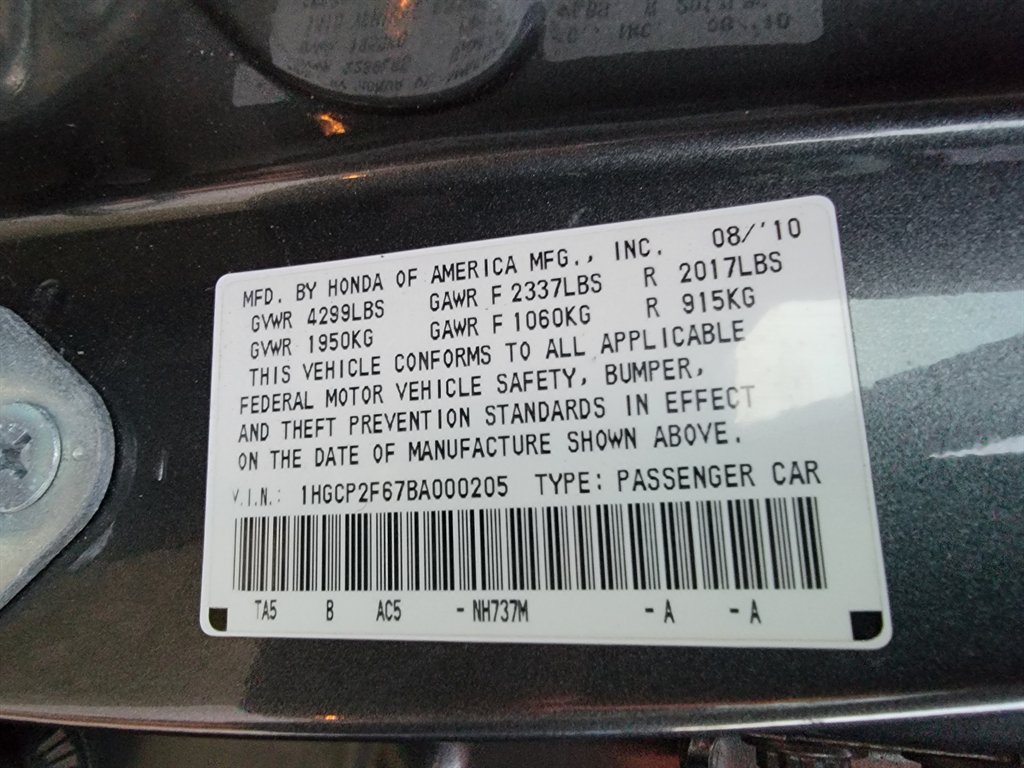 MFD. BY HONDA OF AMERICA MFG., INC. 08/'10
GVWR 4299LBS GAWR F 2337LBS R 2017LBS
GVWR 1950KG GAWR F 1060KG R 915KG
THIS VEHICLE CONFORMS TO ALL APPLICABLE
FEDERAL MOTOR VEHICLE SAFETY, BUMPER,
AND THEFT PREVENTION STANDARDS IN EFFECT
ON THE DATE OF MANUFACTURE SHOWN ABOVE.
V.I.N.: 1HGCP2F67BA000205 TYPE: PASSENGER CAR
TA5 B AC5 -NH737M -A -A